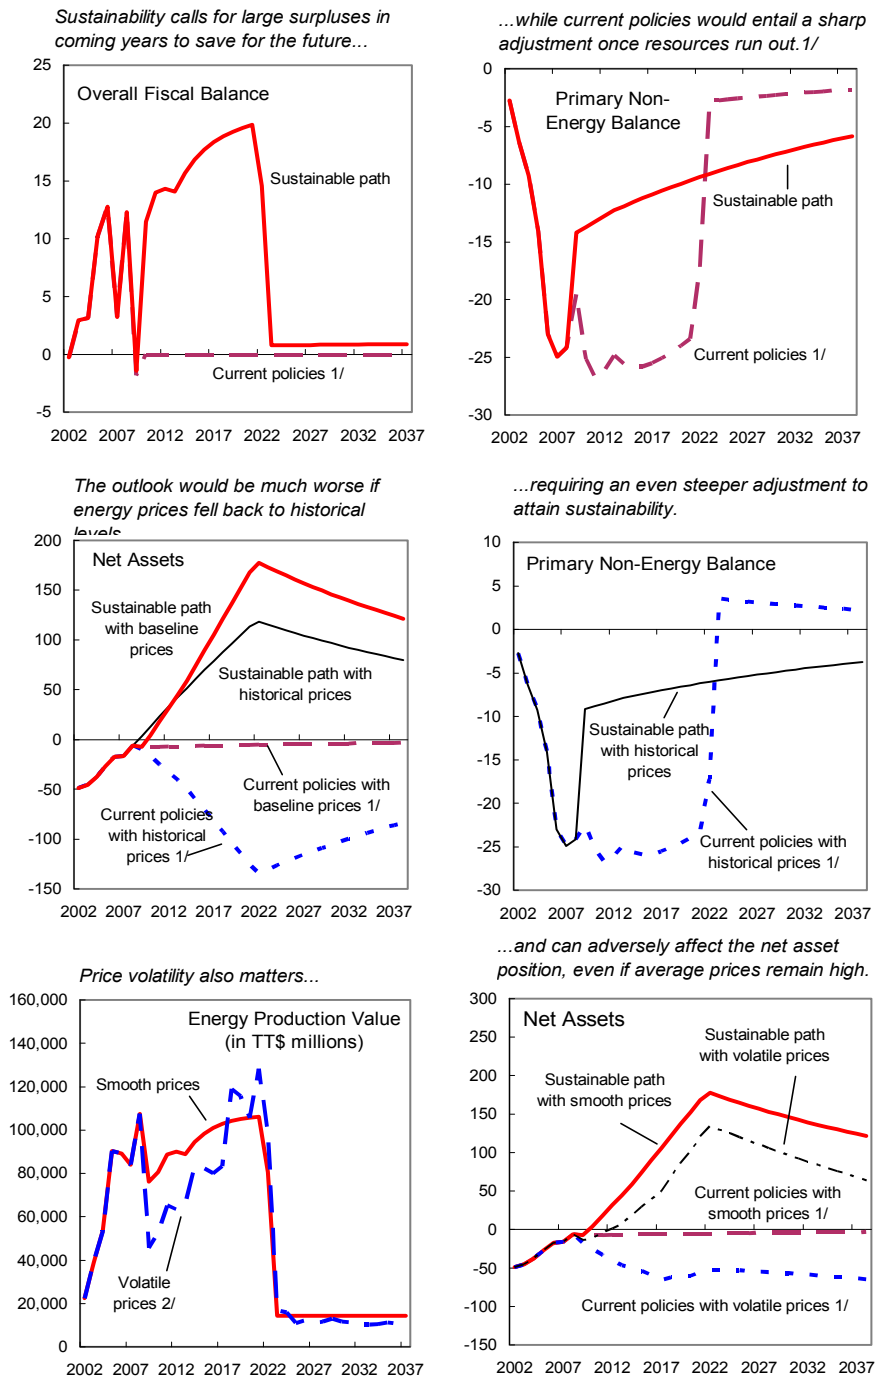 Sustainability calls for large surpluses in
coming years to save for the future...
25
20
15
10
5
0
-5
Overall Fiscal Balance
Sustainable path
Current policies 1/
2002 2007 2012 2017 2022 2027 2032 2037
...while current policies would entail a sharp
adjustment once resources run out.1/
0
-5
-10
-15
-20
-25
-30
Primary Non-
Energy Balance
Sustainable path
Current policies 1/
2002 2007 2012 2017 2022 2027 2032 2037
The outlook would be much worse if
energy prices fell back to historical
levels
200
150
100
50
0
-50
-100
-150
Net Assets
Sustainable path
with baseline
prices
Sustainable path with
historical prices
Current policies with
baseline prices 1/
Current policies
with historical
prices 1/
2002 2007 2012 2017 2022 2027 2032 2037
...requiring an even steeper adjustment to
attain sustainability.
10
5
0
-5
-10
-15
-20
-25
-30
Primary Non-Energy Balance
Sustainable path
with historical
prices
Current policies with
historical prices 1/
2002 2007 2012 2017 2022 2027 2032 2037
Price volatility also matters...
160,000
140,000
120,000
100,000
80,000
60,000
40,000
20,000
0
Energy Production Value
(in TT$ millions)
Smooth prices
Volatile
prices 2/
2002 2007 2012 2017 2022 2027 2032 2037
...and can adversely affect the net asset
position, even if average prices remain high.
300
250
200
150
100
50
0
-50
-100
-150
Net Assets
Sustainable path
with volatile prices
Sustainable path
with smooth prices
Current policies with
smooth prices 1/
Current policies with volatile prices 1/
2002 2007 2012 2017 2022 2027 2032 2037